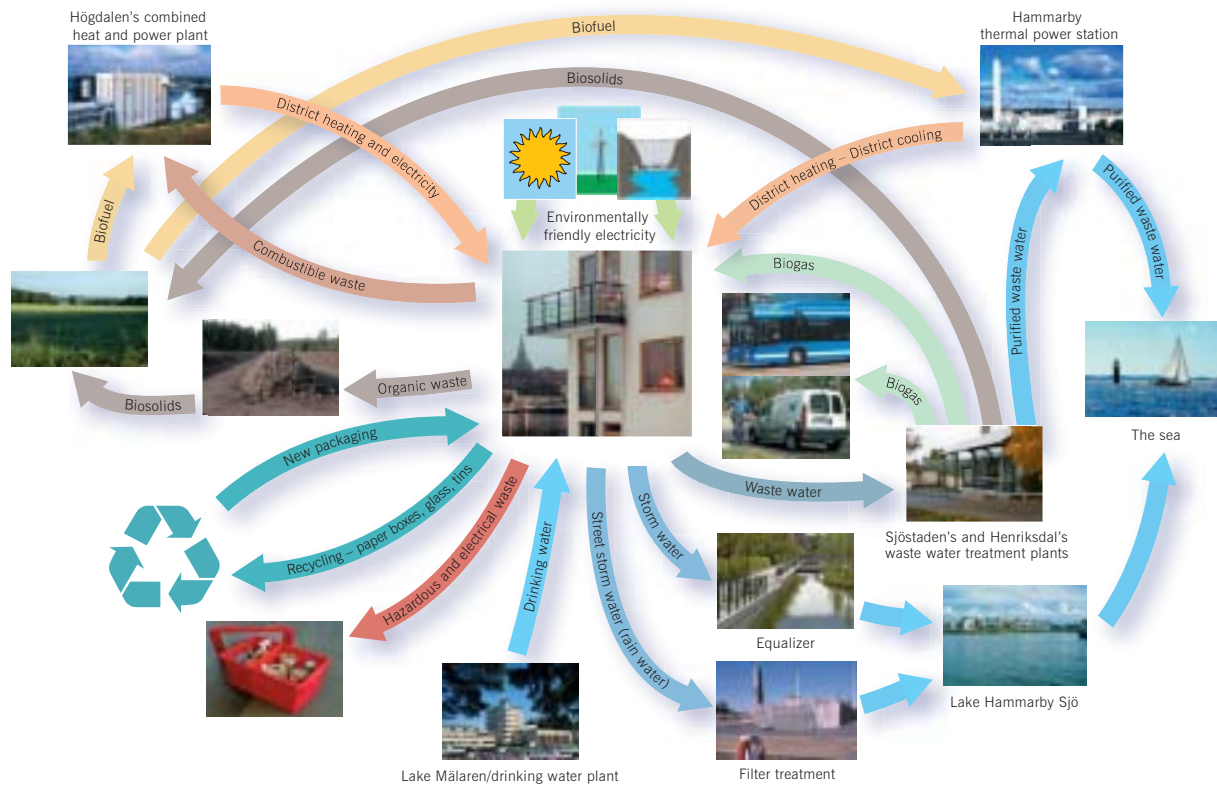 Högdalen's combined
heat and power plant
Hammarby
thermal power station
Biofuel
Biosolids
District heating and electricity
District heating – District cooling
Environmentally
friendly electricity
Biofuel
Combustible waste
Biogas
Purified waste water
Purified waste water
Organic waste
Biosolids
Biogas
The sea
New packaging
Recycling – paper boxes, glass, tins
Hazardous and electrical waste
Drinking water
Street storm water (rain water)
Storm water
Waste water
Sjöstaden's and Henriksdal's
waste water treatment plants
Equalizer
Lake Hammarby Sjö
Lake Mälaren/drinking water plant
Filter treatment